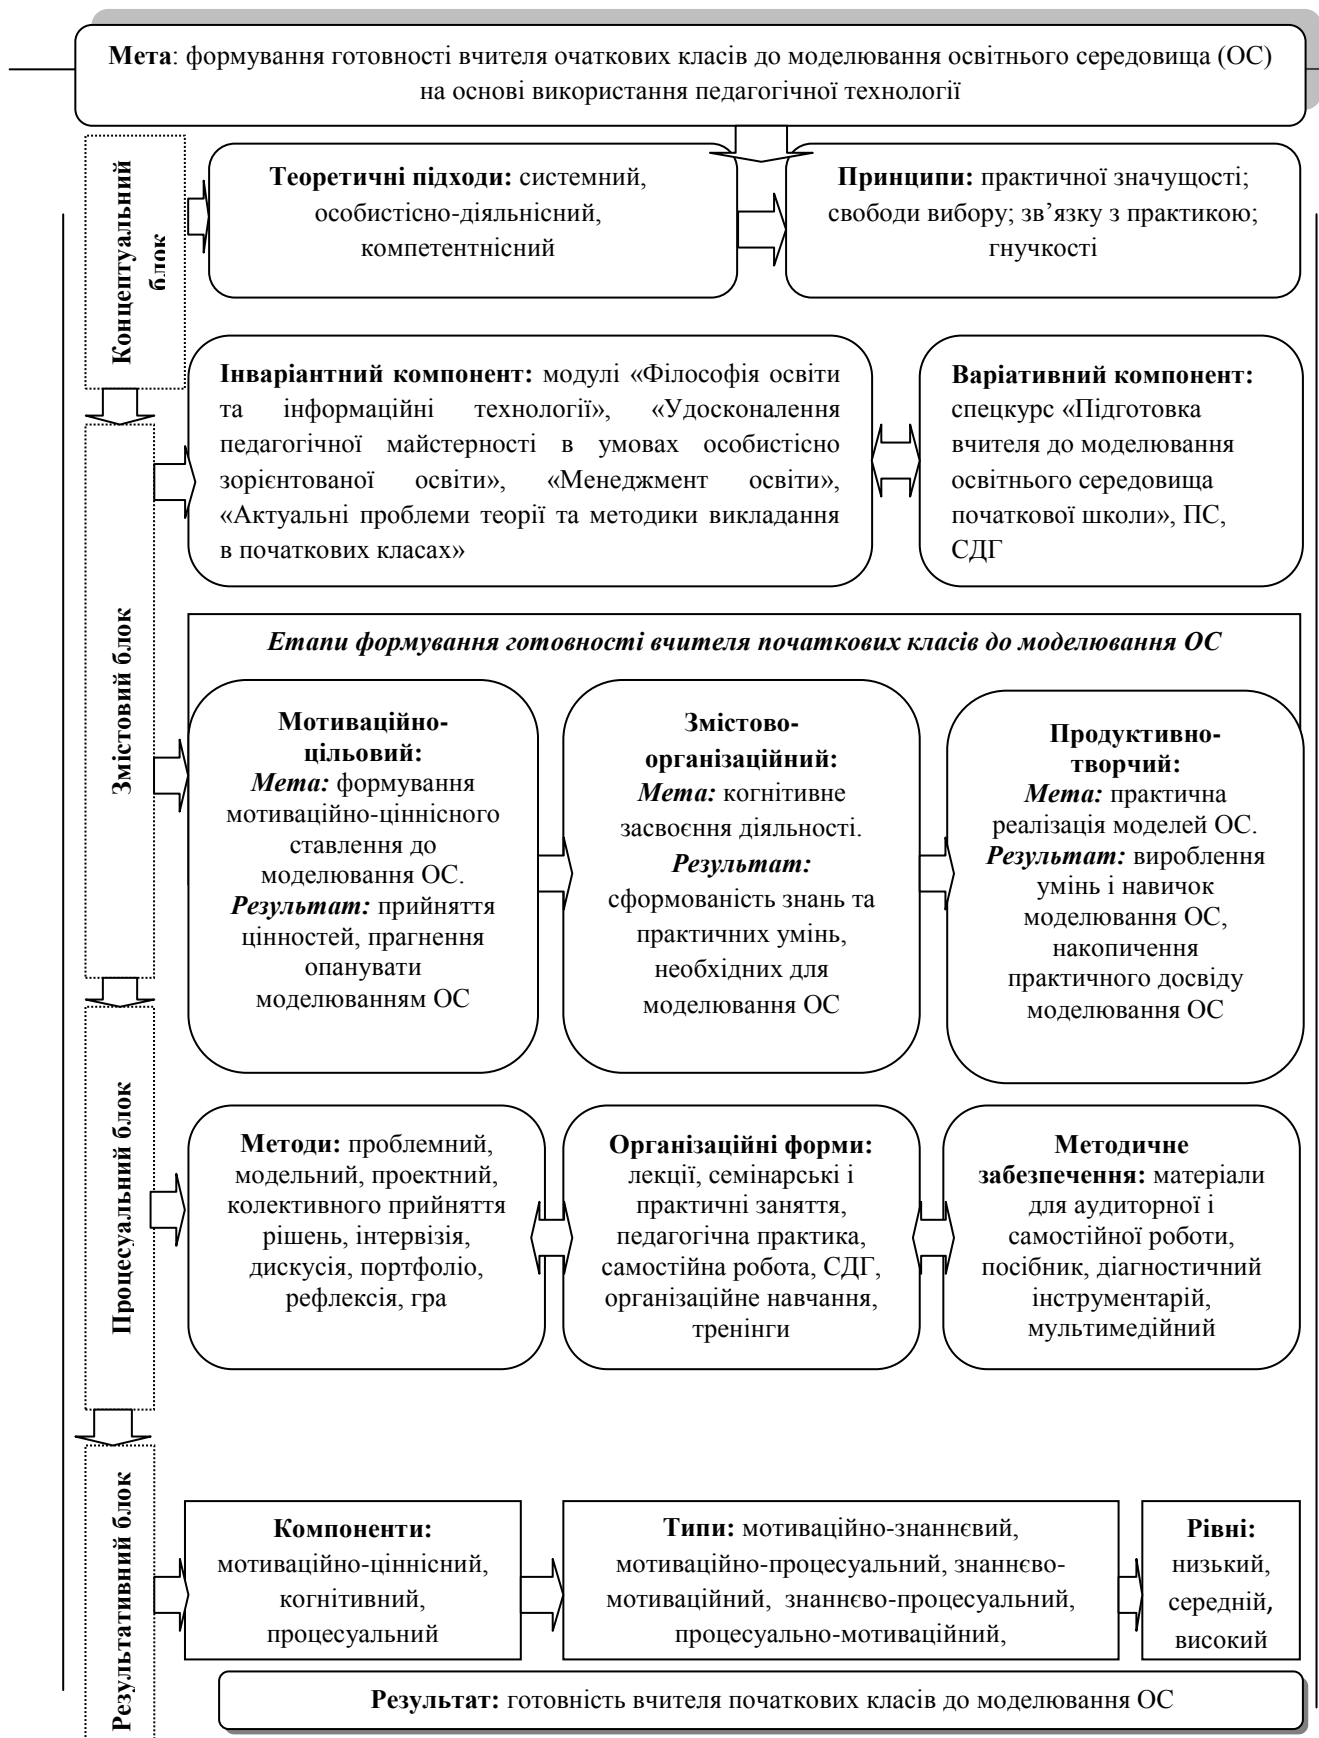 Мета: формування готовності вчителя очаткових класів до моделювання освітнього середовища (ОС)
на основі використання педагогічної технології
Концептуальний
блок
Теоретичні підходи: системний,
особистісно-діяльнісний,
компетентнісний
Принципи: практичної значущості;
свободи вибору; зв’язку з практикою;
гнучкості
Змістовий блок
Інваріантний компонент: модулі «Філософія освіти
та інформаційні технології», «Удосконалення
педагогічної майстерності в умовах особистісно
зорієнтованої освіти», «Менеджмент освіти»,
«Актуальні проблеми теорії та методики викладання
в початкових класах»
Варіативний компонент:
спецкурс «Підготовка
вчителя до моделювання
освітнього середовища
початкової школи», ПС,
СДГ
Етапи формування готовності вчителя початкових класів до моделювання ОС
Мотиваційно-
цільовий:
Мета: формування
мотиваційно-ціннісного
ставлення до
моделювання ОС.
Результат: прийняття
цінностей, прагнення
опанувати
моделюванням ОС
Змістово-
організаційний:
Мета: когнітивне
засвоєння діяльності.
Результат:
сформованість знань та
практичних умінь,
необхідних для
моделювання ОС
Продуктивно-
творчий:
Мета: практична
реалізація моделей ОС.
Результат: вироблення
умінь і навичок
моделювання ОС,
накопичення
практичного досвіду
моделювання ОС
Процесуальний блок
Методи: проблемний,
модельний, проектний,
колективного прийняття
рішень, інтервізія,
дискусія, портфоліо,
рефлексія, гра
Організаційні форми:
лекції, семінарські і
практичні заняття,
педагогічна практика,
самостійна робота, СДГ,
організаційне навчання,
тренінги
Методичне
забезпечення: матеріали
для аудиторної і
самостійної роботи,
посібник, діагностичний
інструментарій,
мультимедійний
Результативний блок
Компоненти:
мотиваційно-ціннісний,
когнітивний,
процесуальний
Типи: мотиваційно-знаннєвий,
мотиваційно-процесуальний, знаннєво-
мотиваційний, знаннєво-процесуальний,
процесуально-мотиваційний,
Рівні:
низький,
середній,
високий
Результат: готовність вчителя початкових класів до моделювання ОС